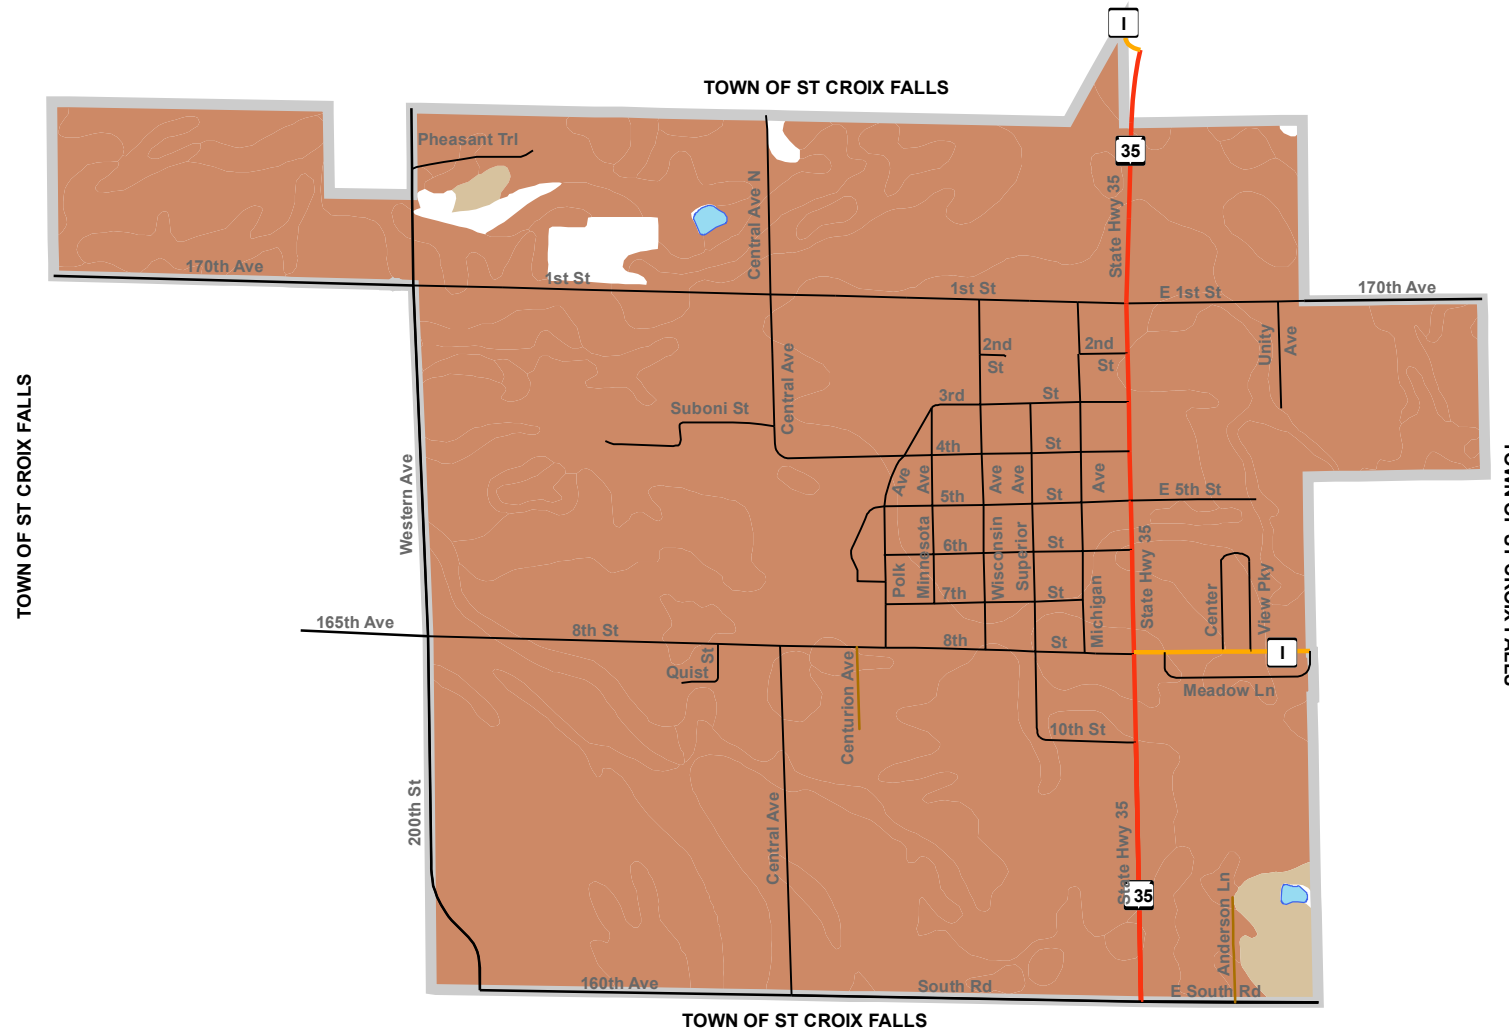 I
TOWN OF ST CROIX FALLS
Pheasant Trl
35
State Hwy 35
Central Ave N
170th Ave
1st St
1st St
E 1st St
170th Ave
Unity
Ave
2nd
St
2nd
St
Central Ave
3rd
St
Suboni St
TOWN OF ST CROIX FALLS
Western Ave
4th
St
Ave
Ave
Ave
Ave
Ave
5th
St
E 5th St
6th
St
Polk
Minnesota
Wisconsin
Superior
Michigan
State Hwy 35
Center
View Pky
7th
St
165th Ave
8th St
8th
St
I
Quist
St
Meadow Ln
Centurion Ave
10th St
200th St
Central Ave
State Hwy 35
35
Anderson Ln
160th Ave
South Rd
E South Rd
TOWN OF ST CROIX FALLS